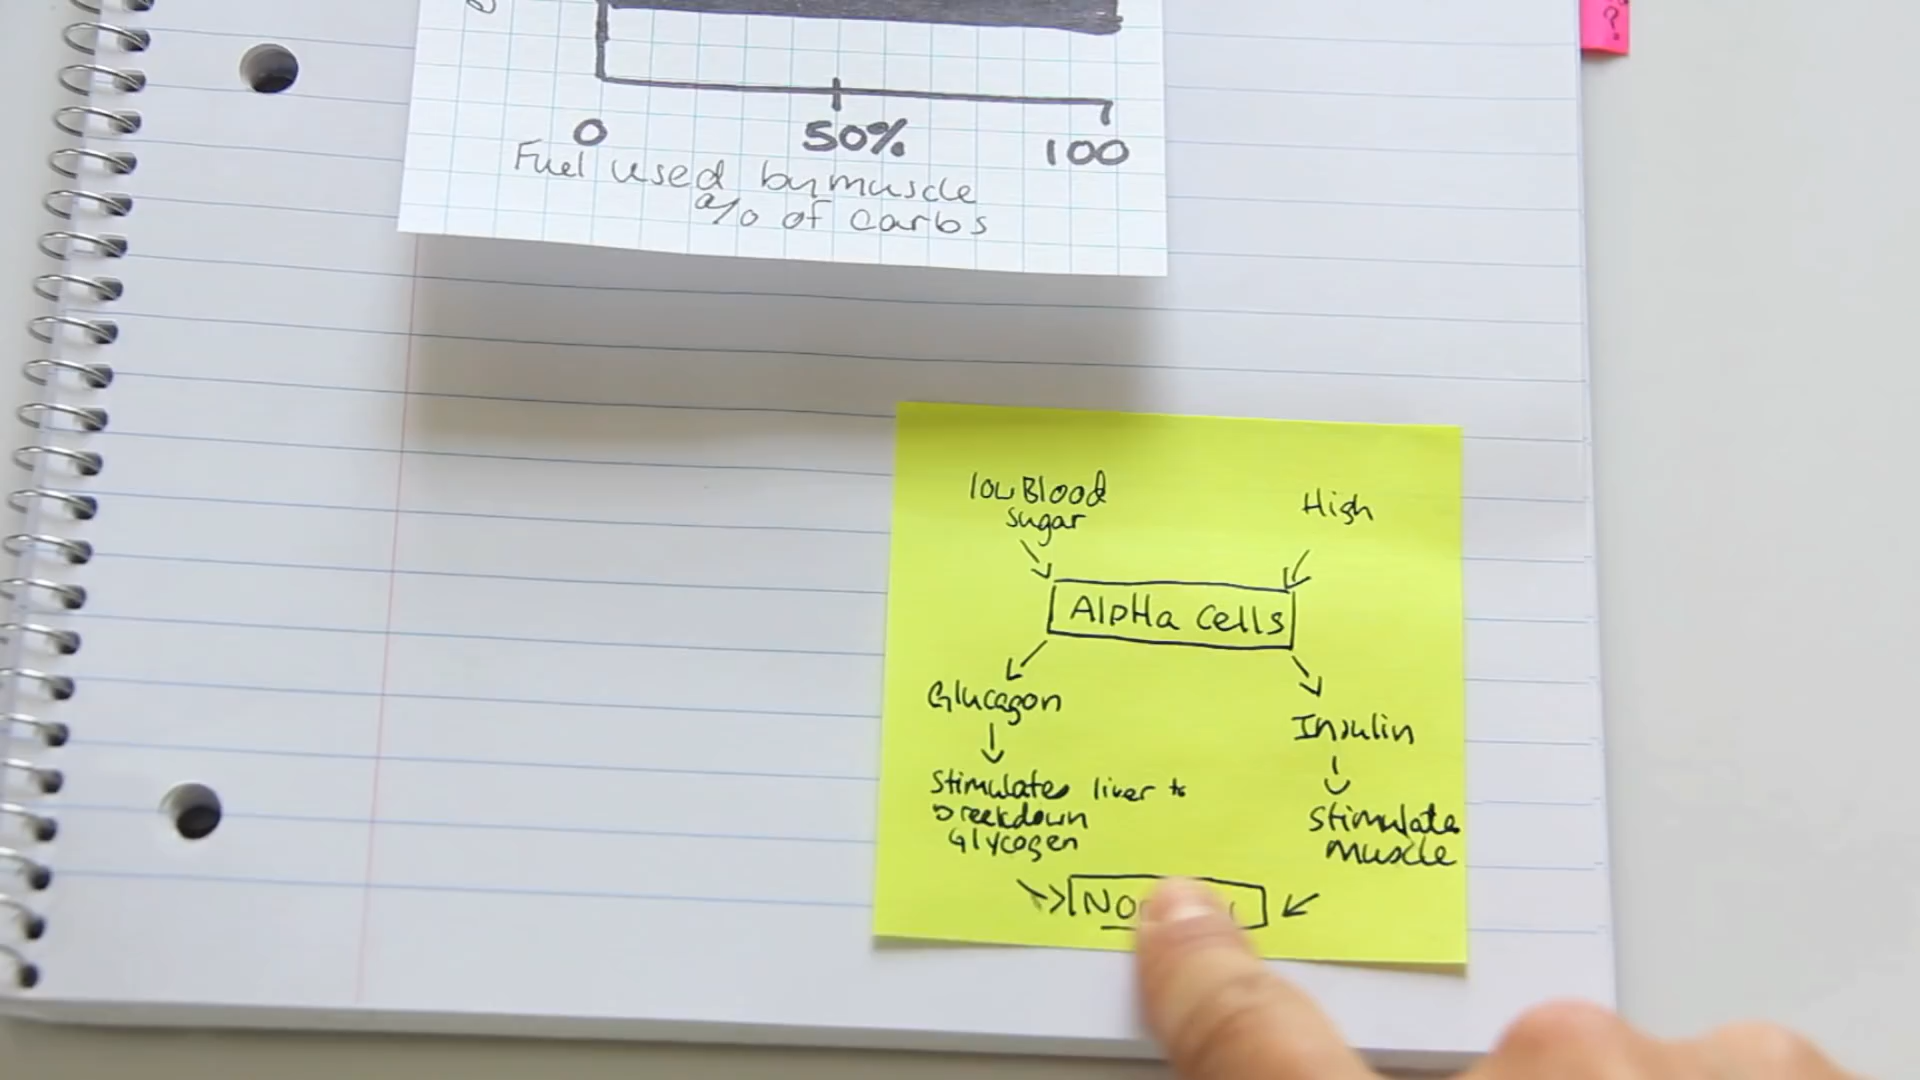 ?
0 50% 100
Fuel used by muscle
% of carbs
low Blood
sugar
High
Alpha cells
Glucagon
Insulin
Stimulates liver to
breakdown
Glycogen
Stimulate
muscle